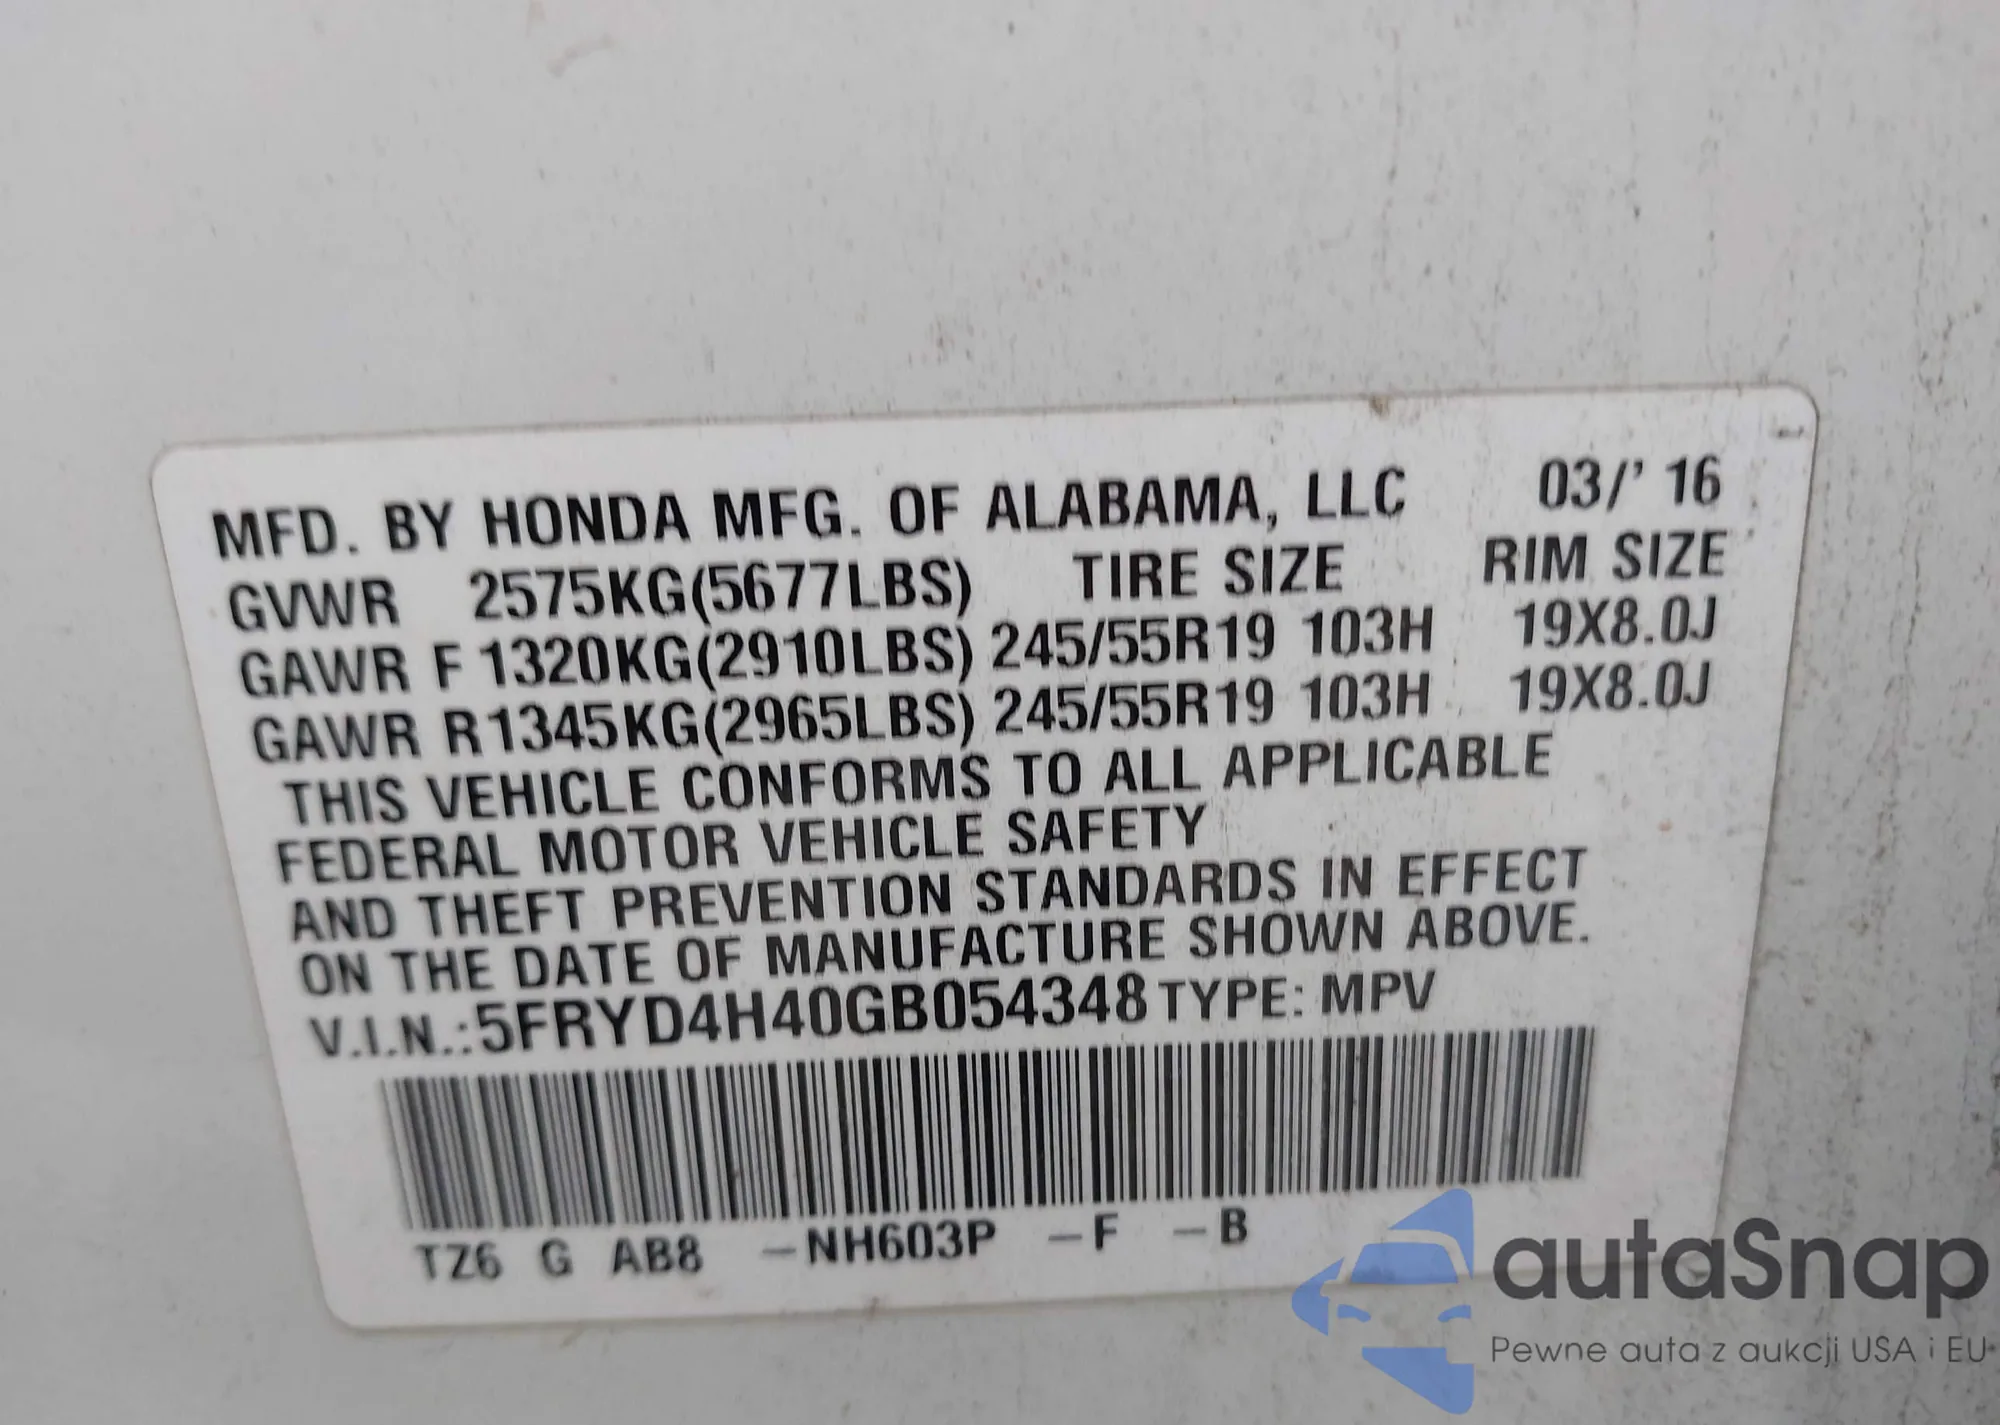 MFD. BY HONDA MFG. OF ALABAMA, LLC 03/' 16
GVWR 2575KG(5677LBS) TIRE SIZE RIM SIZE
GAWR F 1320KG(2910LBS) 245/55R19 103H 19X8.0J
GAWR R1345KG(2965LBS) 245/55R19 103H 19X8.0J
THIS VEHICLE CONFORMS TO ALL APPLICABLE
FEDERAL MOTOR VEHICLE SAFETY
AND THEFT PREVENTION STANDARDS IN EFFECT
ON THE DATE OF MANUFACTURE SHOWN ABOVE.
V.I.N.:5FRYD4H40GB054348 TYPE: MPV
TZ6 G AB8 –NH603P –F –B
autaSnap
Pewne auta z aukcji USA i EU